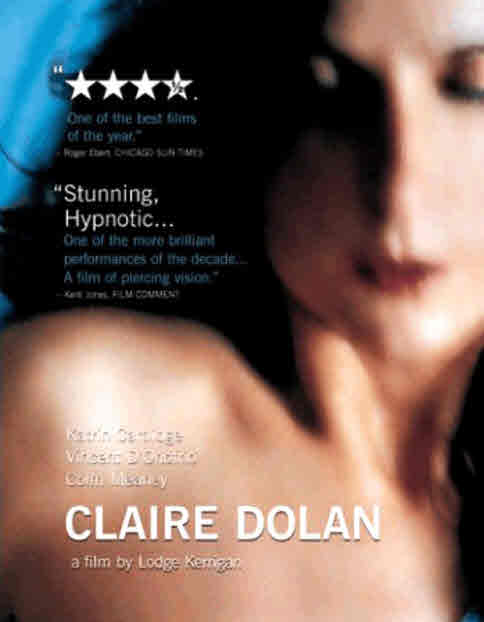 "★★★½.
One of the best films
of the year."
- Roger Ebert, CHICAGO SUN-TIMES
"Stunning,
Hypnotic...
One of the more brilliant
performances of the decade...
A film of piercing vision."
- Kent Jones, FILM COMMENT
Katrin Cartlidge
Vincent D'Onofrio
Colm Meaney
CLAIRE DOLAN
a film by Lodge Kerrigan